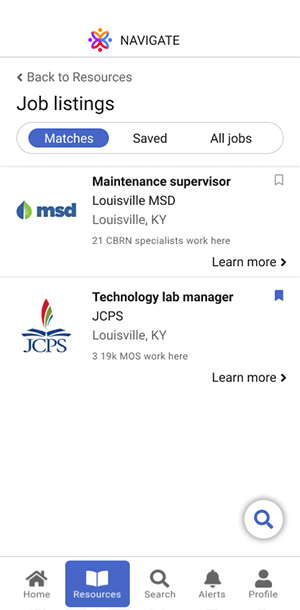 NAVIGATE
Back to Resources
Job listings
Matches Saved All jobs
Maintenance supervisor
msd
Louisville MSD
Louisville, KY
21 CBRN specialists work here
Learn more
Technology lab manager
JCPS
JCPS
Louisville, KY
3 19k MOS work here
Learn more
Home Resources Search Alerts Profile